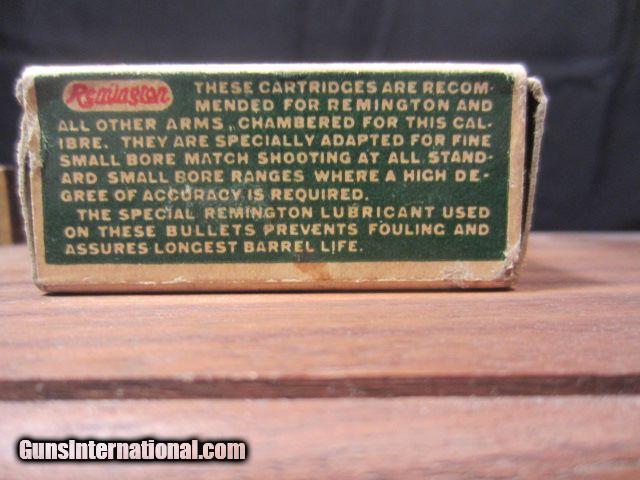 Remington THESE CARTRIDGES ARE RECOM-
MENDED FOR REMINGTON AND
ALL OTHER ARMS, CHAMBERED FOR THIS CAL-
IBRE. THEY ARE SPECIALLY ADAPTED FOR FINE
SMALL BORE MATCH SHOOTING AT ALL STAND-
ARD SMALL BORE RANGES WHERE A HIGH DE-
GREE OF ACCURACY IS REQUIRED.
THE SPECIAL REMINGTON LUBRICANT USED
ON THESE BULLETS PREVENTS FOULING AND
ASSURES LONGEST BARREL LIFE.
GunsInternational.com